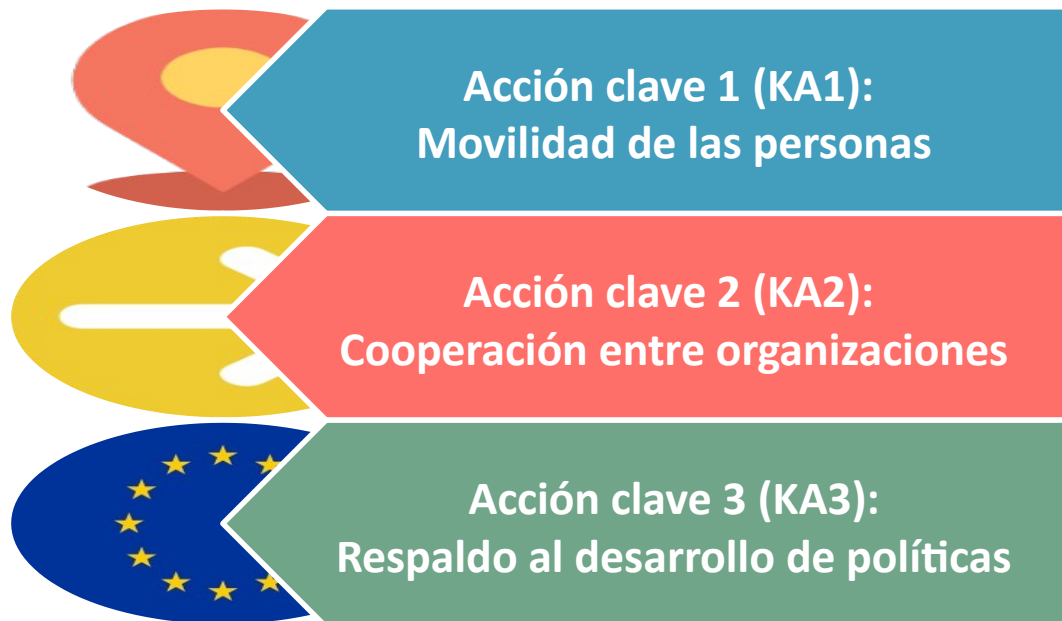 Acción clave 1 (KA1):
Movilidad de las personas
Acción clave 2 (KA2):
Cooperación entre organizaciones
Acción clave 3 (KA3):
Respaldo al desarrollo de políticas